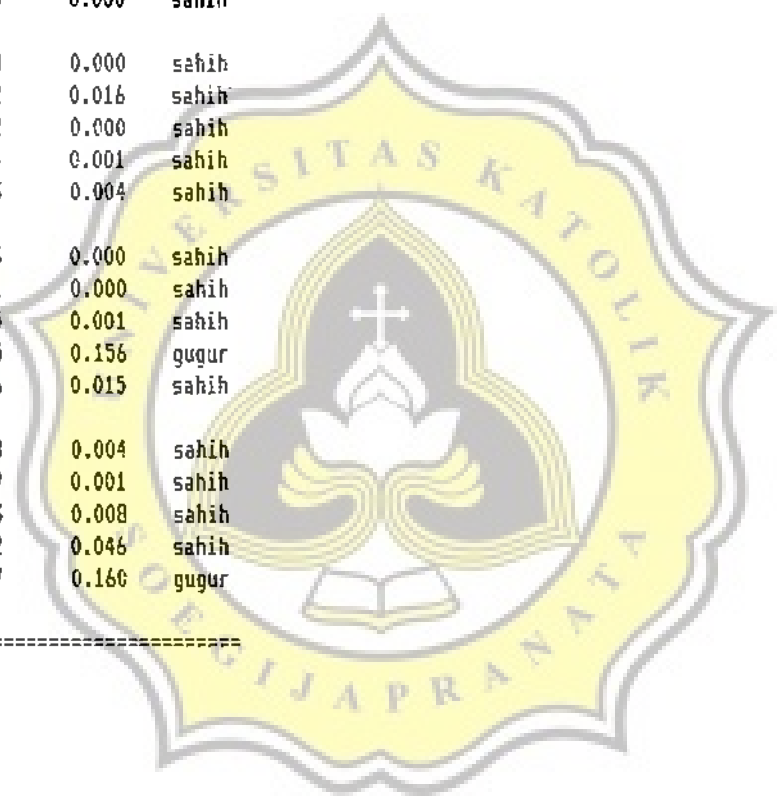 0.000 sahih
0.000 sahih
0.016 sahih
0.000 sahih
0.001 sahih
0.004 sahih
0.000 sahih
0.000 sahih
0.001 sahih
0.156 gugur
0.015 sahih
0.004 sahih
0.001 sahih
0.008 sahih
0.046 sahih
0.160 gugur
========================
UNIVERSITAS KATOLIK
SOEGIJAPRANATA